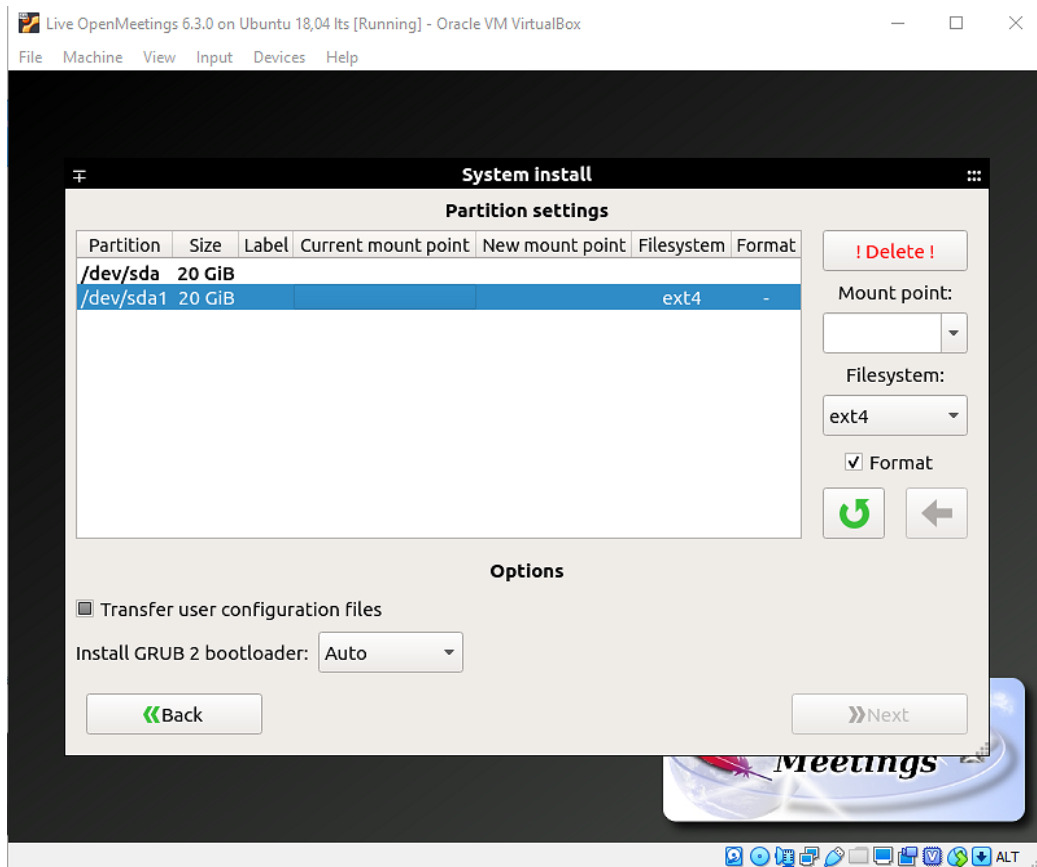 Live OpenMeetings 6.3.0 on Ubuntu 18,04 lts [Running] - Oracle VM VirtualBox
File Machine View Input Devices Help
System install
Partition settings
Partition Size Label Current mount point New mount point Filesystem Format
/dev/sda 20 GiB
/dev/sda1 20 GiB ext4 -
! Delete !
Mount point:
Filesystem:
ext4
Format
Options
Transfer user configuration files
Install GRUB 2 bootloader: Auto
Back
Next
Meetings
ALT